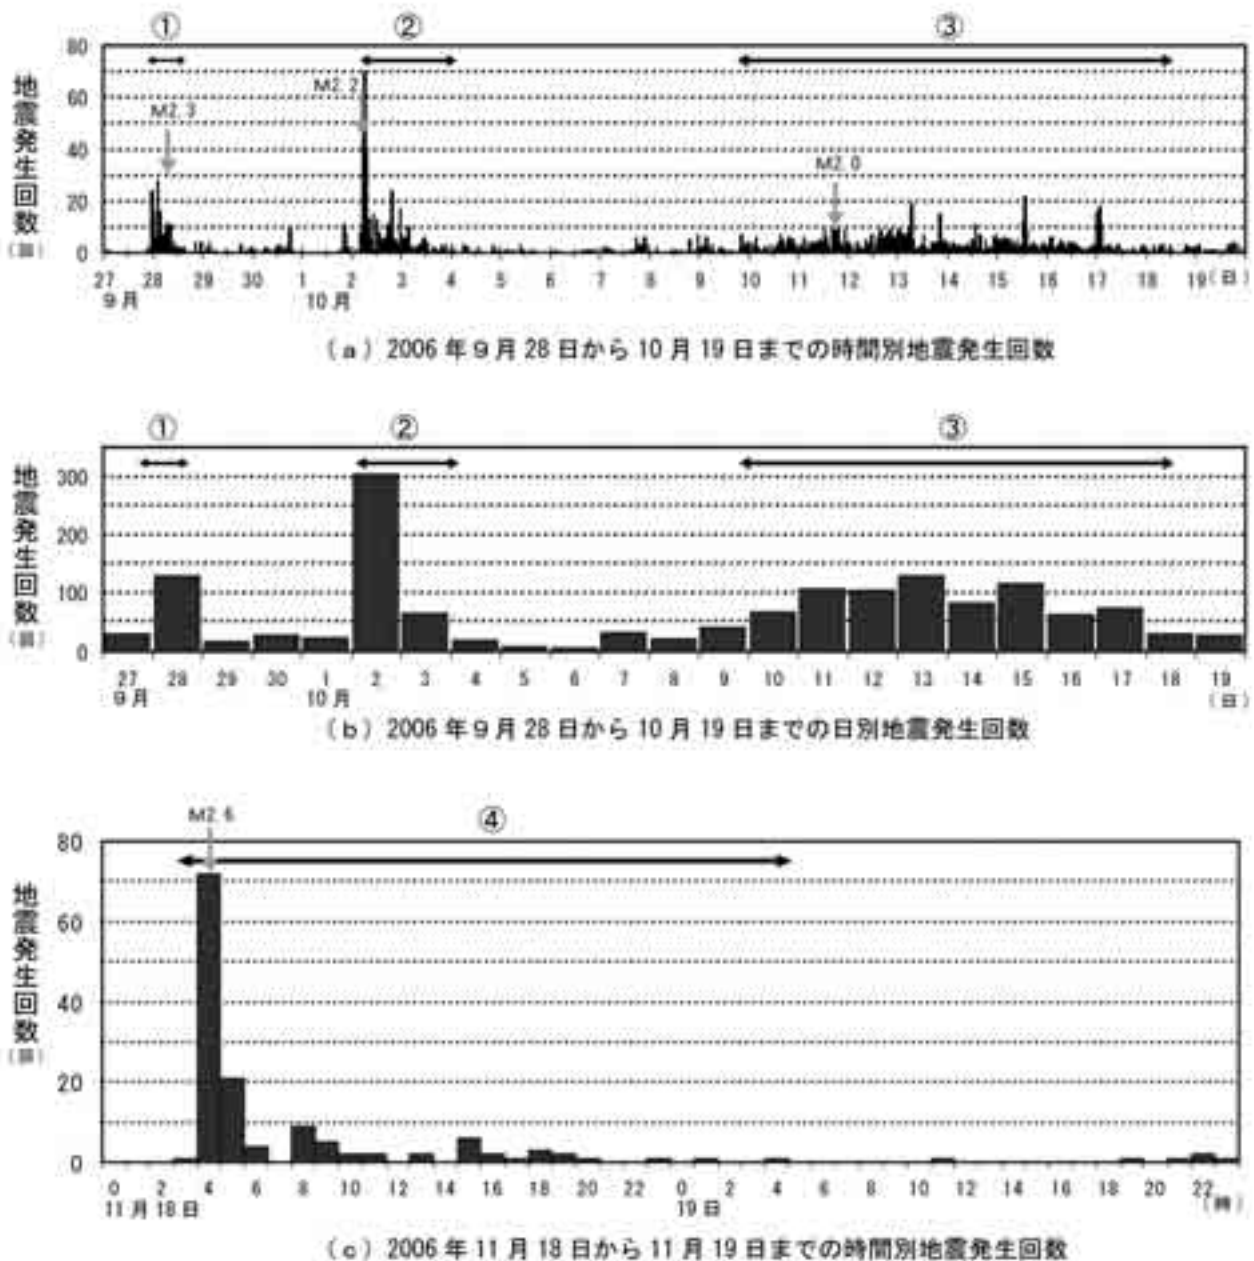 ① ② ③
80
60
40
20
0
地震発生回数
(回)
M2.3
M2.2
M2.0
27 28 29 30 1 2 3 4 5 6 7 8 9 10 11 12 13 14 15 16 17 18 19 (日)
9月 10月
(a) 2006年9月28日から10月19日までの時間別地震発生回数
① ② ③
300
200
100
0
地震発生回数
(回)
27 28 29 30 1 2 3 4 5 6 7 8 9 10 11 12 13 14 15 16 17 18 19
9月 10月 (日)
(b) 2006年9月28日から10月19日までの日別地震発生回数
M2.6 ④
80
60
40
20
0
地震発生回数
(回)
0 2 4 6 8 10 12 14 16 18 20 22 0 2 4 6 8 10 12 14 16 18 20 22 (時)
11月18日 19日
(c) 2006年11月18日から11月19日までの時間別地震発生回数